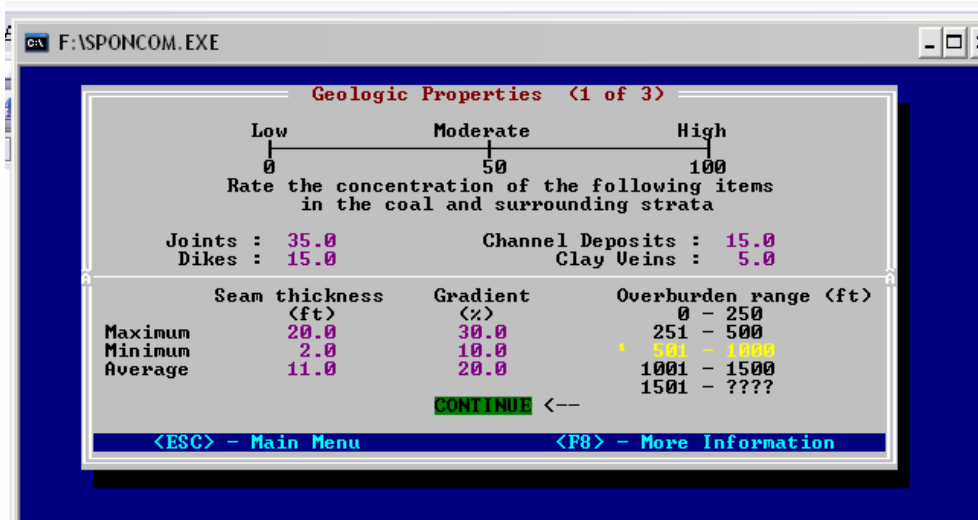 F:\SPONCOM.EXE
Geologic Properties (1 of 3)
Low Moderate High
0 50 100
Rate the concentration of the following items
in the coal and surrounding strata
Joints : 35.0 Channel Deposits : 15.0
Dikes : 15.0 Clay Veins : 5.0
Seam thickness Gradient Overburden range (ft)
(ft) (%) 0 - 250
Maximum 20.0 30.0 251 - 500
Minimum 2.0 10.0 1 501 - 1000
Average 11.0 20.0 1001 - 1500
1501 - ????
CONTINUE <--
<ESC> - Main Menu <F8> - More Information